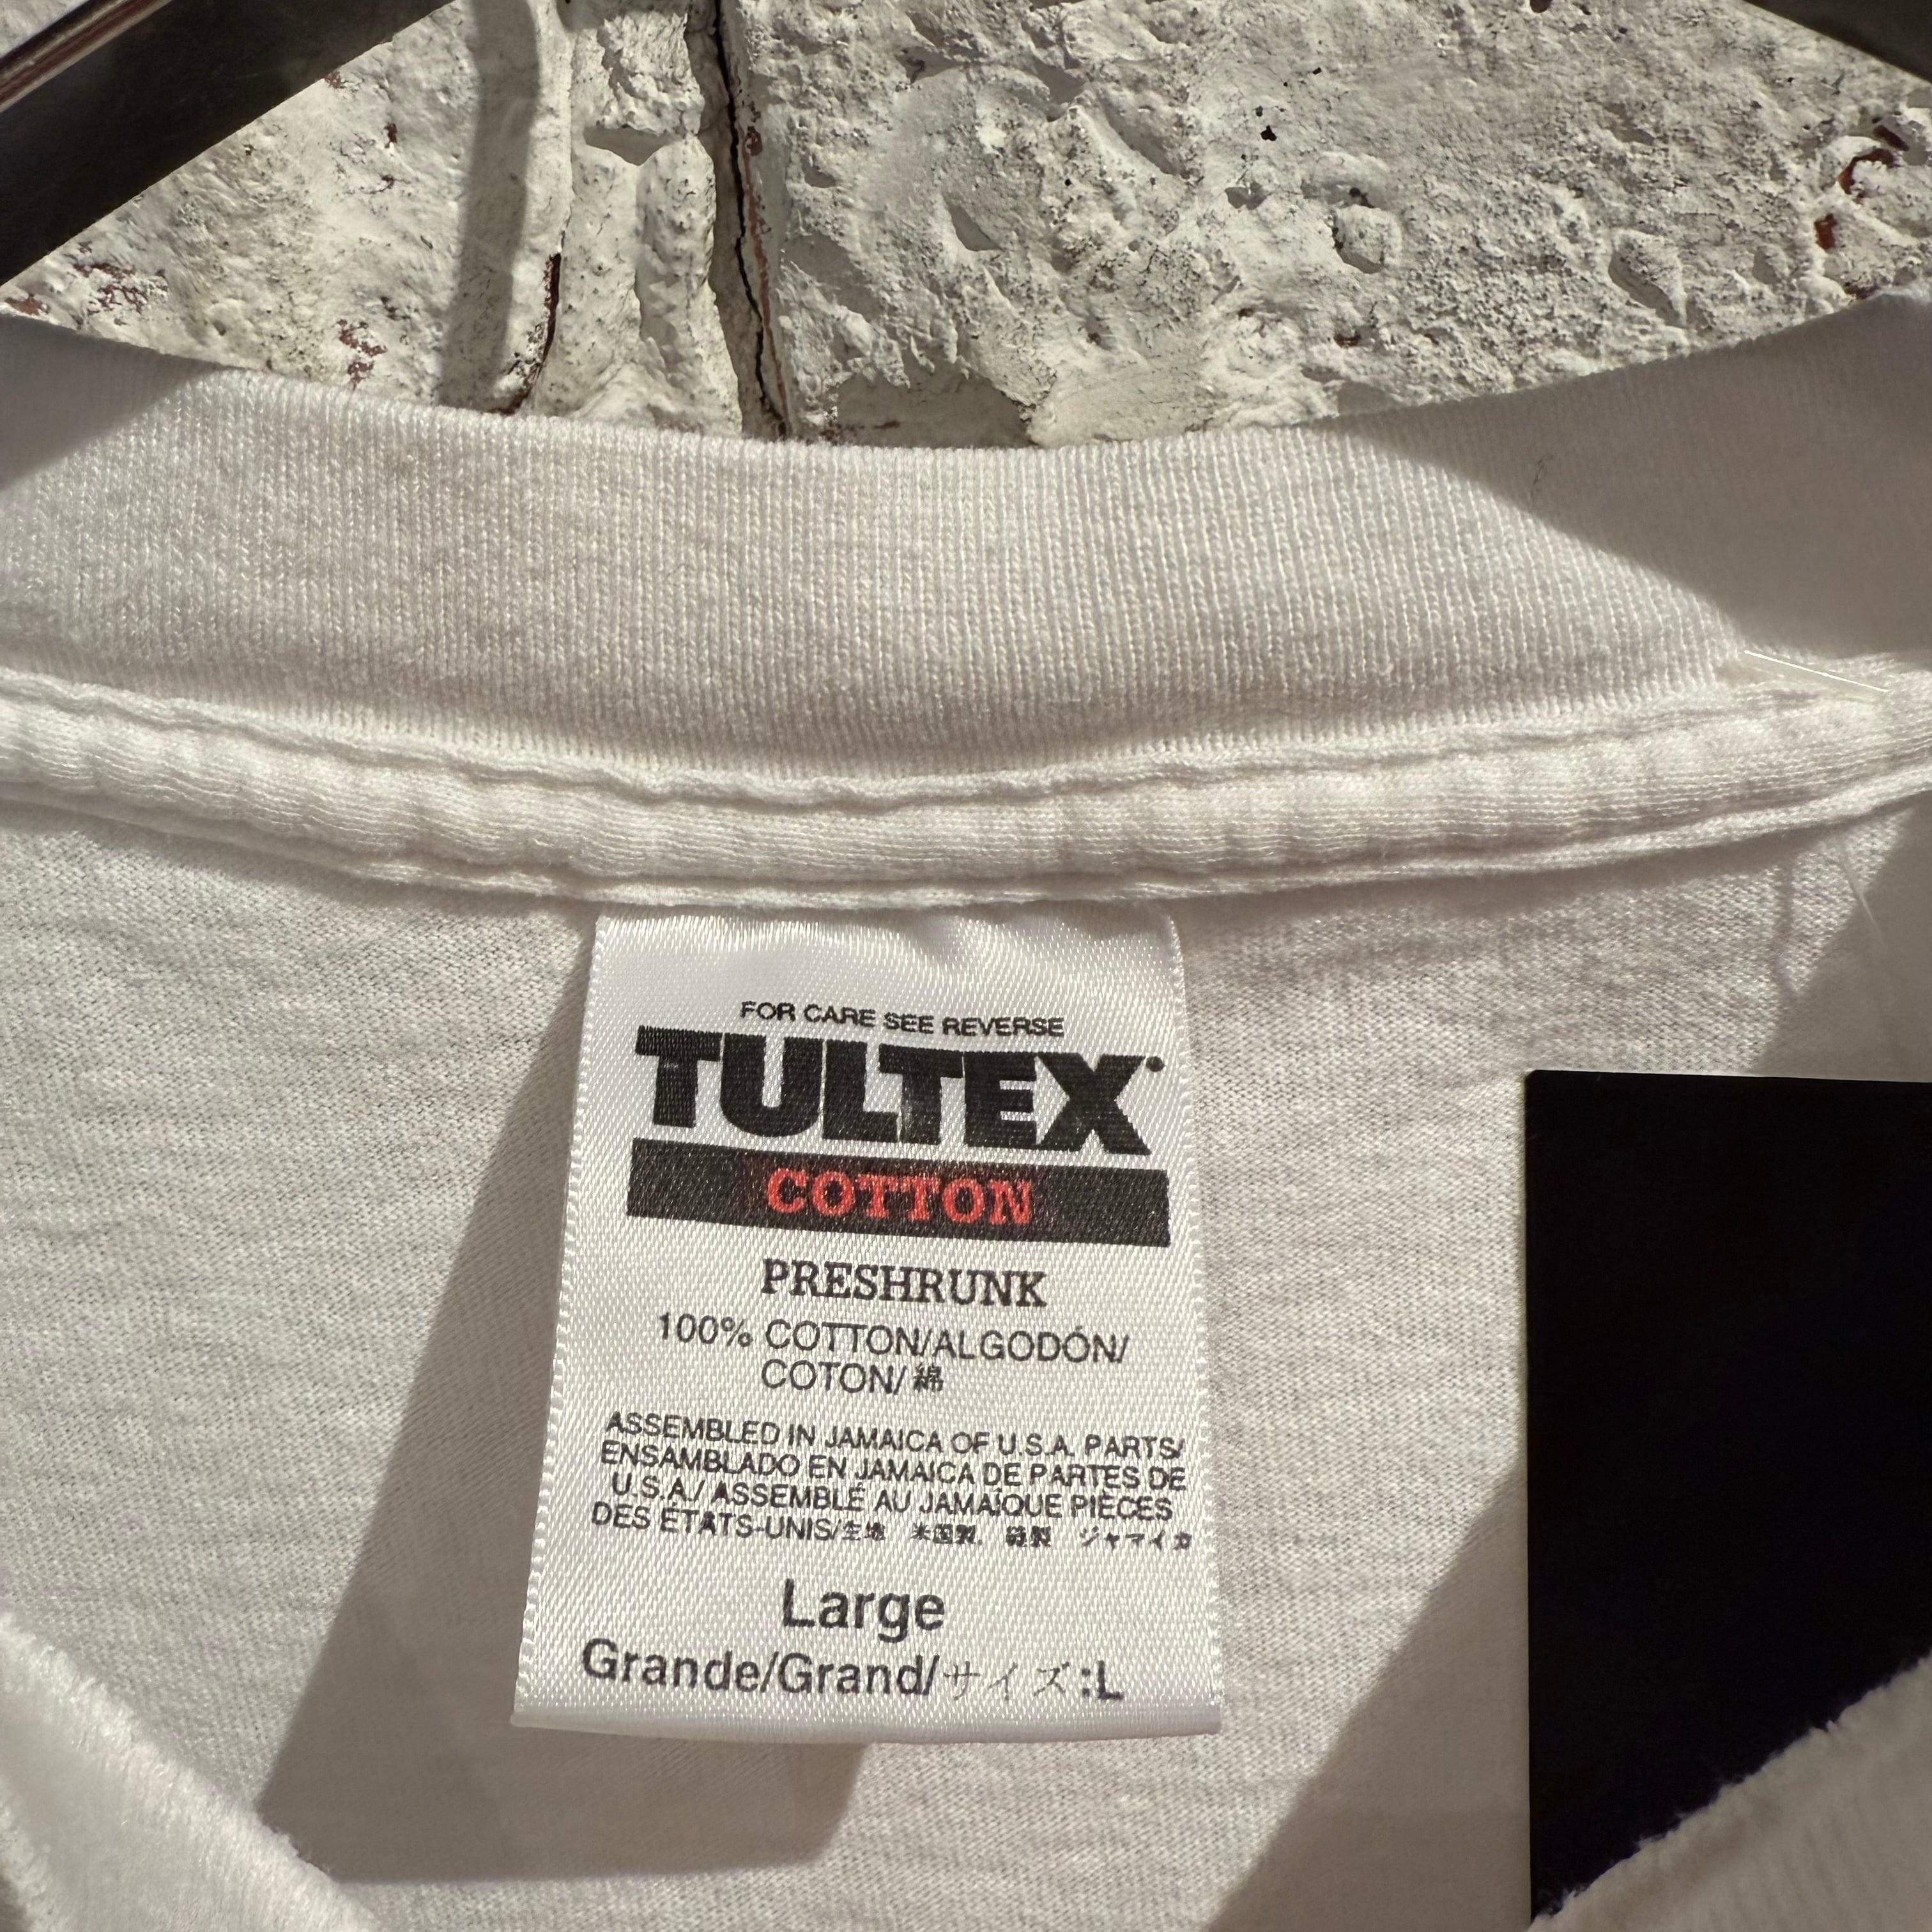 FOR CARE SEE REVERSE
TULTEX
COTTON
PRESHRUNK
100% COTTON/ALGODÓN/
COTON/綿
ASSEMBLED IN JAMAICA OF U.S.A. PARTS/
ENSAMBLADO EN JAMAICA DE PARTES DE
U.S.A./ ASSEMBLÉ AU JAMAÏQUE PIÈCES
DES ÉTATS-UNIS/生地 米国製, 縫製 ジャマイカ
Large
Grande/Grand/サイズ:L